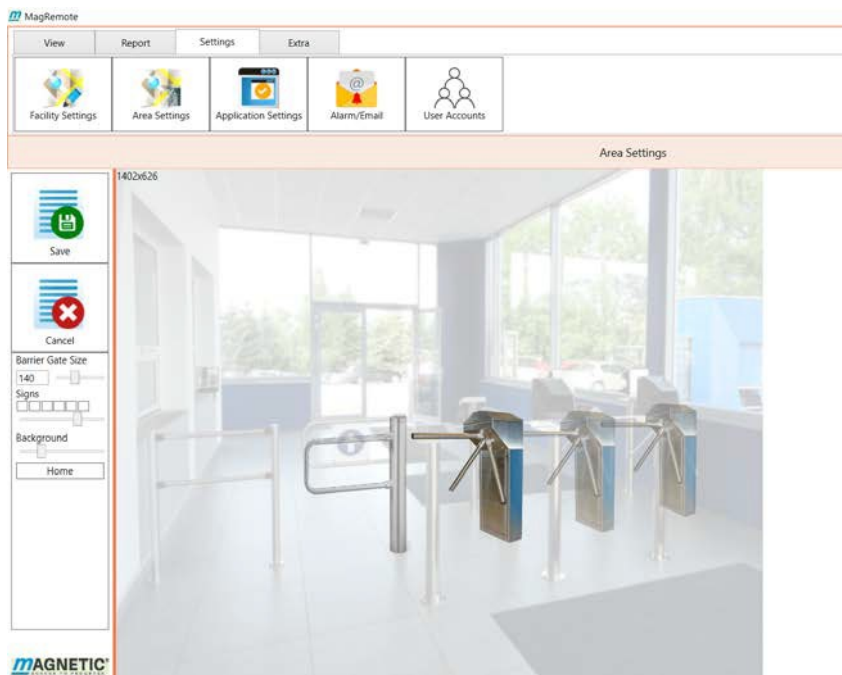 MagRemote
View Report Settings Extra
Facility Settings Area Settings Application Settings Alarm/Email User Accounts
Area Settings
1402x626
Save
Cancel
Barrier Gate Size
140
Signs
Background
Home
MAGNETIC